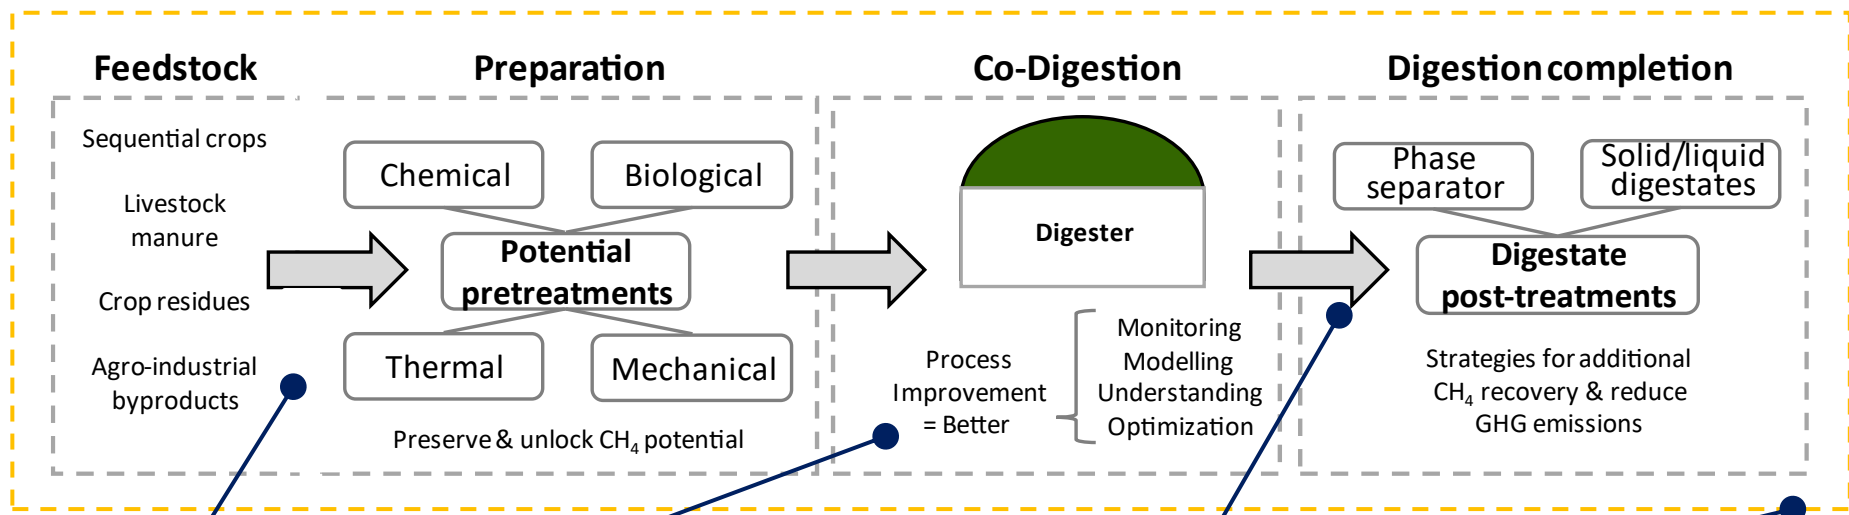 Feedstock
Preparation
Co-Digestion
Digestion completion
Sequential crops
Livestock
manure
Crop residues
Agro-industrial
byproducts
Chemical
Biological
Potential
pretreatments
Thermal
Mechanical
Preserve & unlock CH₄ potential
Digester
Process
Improvement
= Better
Monitoring
Modelling
Understanding
Optimization
Phase
separator
Solid/liquid
digestates
Digestate
post-treatments
Strategies for additional
CH₄ recovery & reduce
GHG emissions